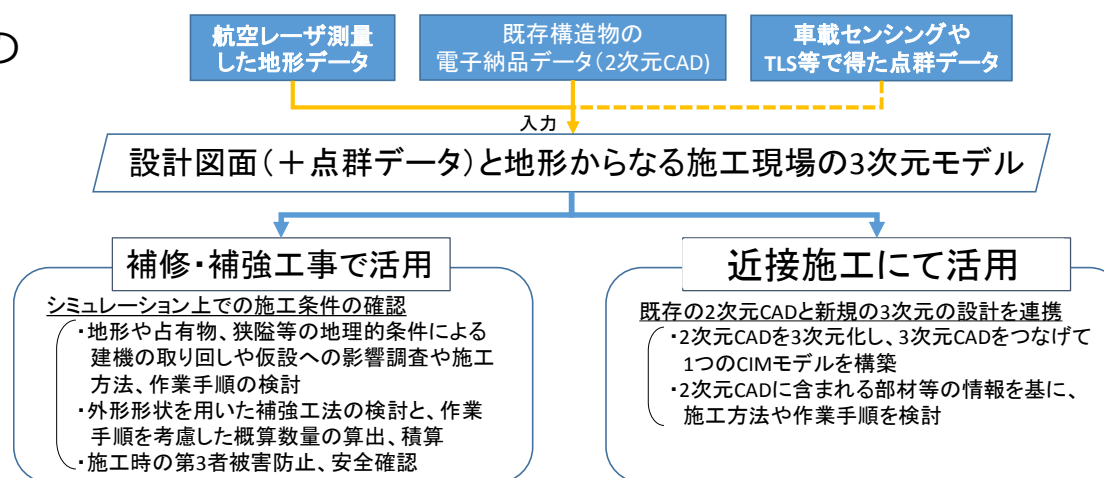 の
航空レーザ測量
した地形データ
既存構造物の
電子納品データ(2次元CAD)
車載センシングや
TLS等で得た点群データ
入力
設計図面(+点群データ)と地形からなる施工現場の3次元モデル
補修・補強工事で活用
シミュレーション上での施工条件の確認
・地形や占有物、狭隘等の地理的条件による
建機の取り回しや仮設への影響調査や施工
方法、作業手順の検討
・外形形状を用いた補強工法の検討と、作業
手順を考慮した概算数量の算出、積算
・施工時の第3者被害防止、安全確認
近接施工にて活用
既存の2次元CADと新規の3次元の設計を連携
・2次元CADを3次元化し、3次元CADをつなげて
1つのCIMモデルを構築
・2次元CADに含まれる部材等の情報を基に、
施工方法や作業手順を検討